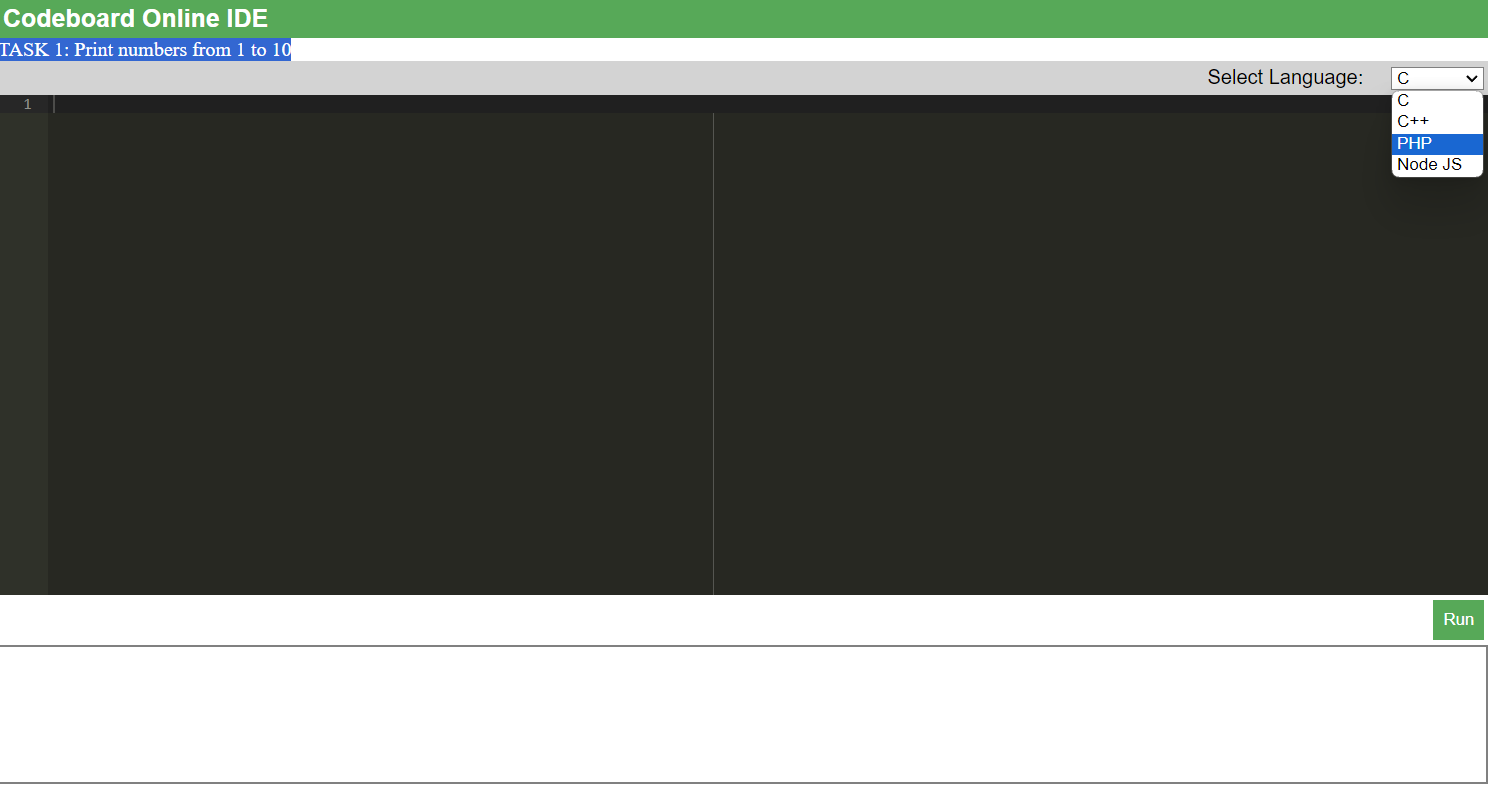 Codeboard Online IDE
TASK 1: Print numbers from 1 to 10
Select Language: C
C
C++
PHP
Node JS
1
Run